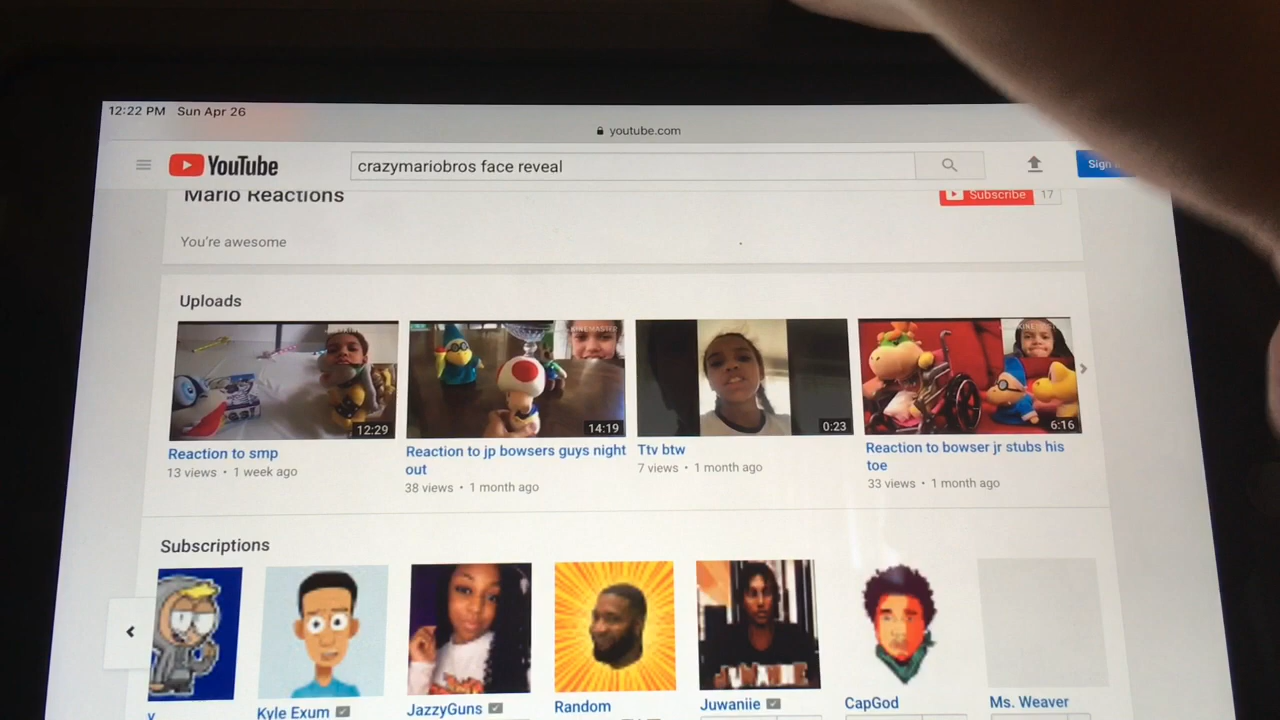 12:22 PM Sun Apr 26
youtube.com
YouTube
crazymariobros face reveal
Sign
Mario Reactions
Subscribe 17
You're awesome
Uploads
12:29
14:19
0:23
6:16
Reaction to smp
13 views • 1 week ago
Reaction to jp bowsers guys night
out
38 views • 1 month ago
Ttv btw
7 views • 1 month ago
Reaction to bowser jr stubs his
toe
33 views • 1 month ago
Subscriptions
JUWANIIE
Kyle Exum
JazzyGuns
Random
Juwaniie
CapGod
Ms. Weaver